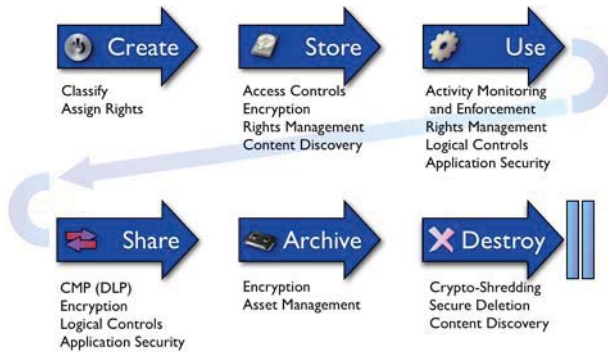 Create
Classify
Assign Rights
Store
Access Controls
Encryption
Rights Management
Content Discovery
Use
Activity Monitoring
and Enforcement
Rights Management
Logical Controls
Application Security
Share
CMP (DLP)
Encryption
Logical Controls
Application Security
Archive
Encryption
Asset Management
Destroy
Crypto-Shredding
Secure Deletion
Content Discovery